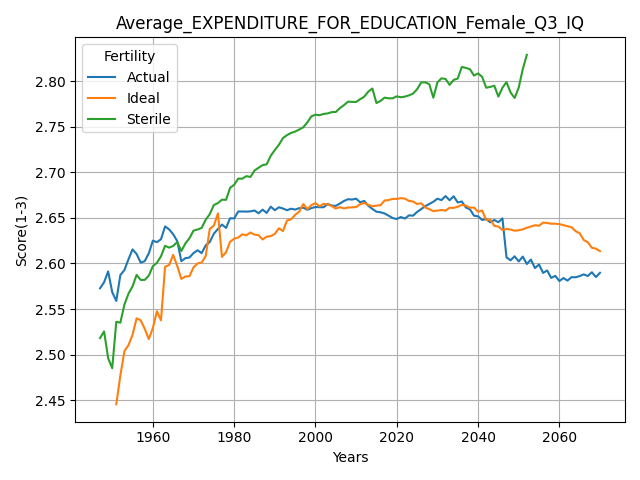 Average_EXPENDITURE_FOR_EDUCATION_Female_Q3_IQ
Fertility
Actual
Ideal
Sterile
Score(1-3)
2.80
2.75
2.70
2.65
2.60
2.55
2.50
2.45
1960
1980
2000
2020
2040
2060
Years